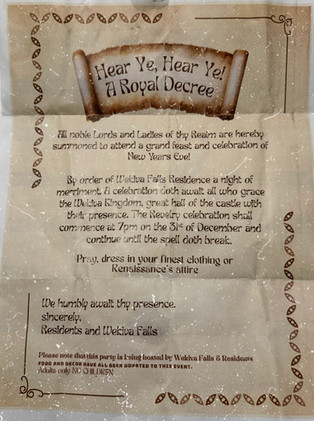 Hear Ye, Hear Ye!
A Royal Decree
All noble Lords and Ladies of thy Realm are hereby
summoned to attend a grand feast and celebration of
New Years Eve!
By order of Wekiva Falls Residence a night of
merriment. A celebration doth await all who grace
the Wekiva Kingdom, great hall of the castle with
their presence. The Revelry celebration shall
commence at 7pm on the 31st of December and
continue until the spell doth break.
Pray, dress in your finest clothing or
Renaissance's attire
We humbly await thy presence.
sincerely,
Residents and Wekiva Falls
Please note that this party is being hosted by Wekiva Falls & Residents
FOOD AND DECOR HAVE ALL BEEN DONATED TO THIS EVENT.
Adults only NO CHILDREN